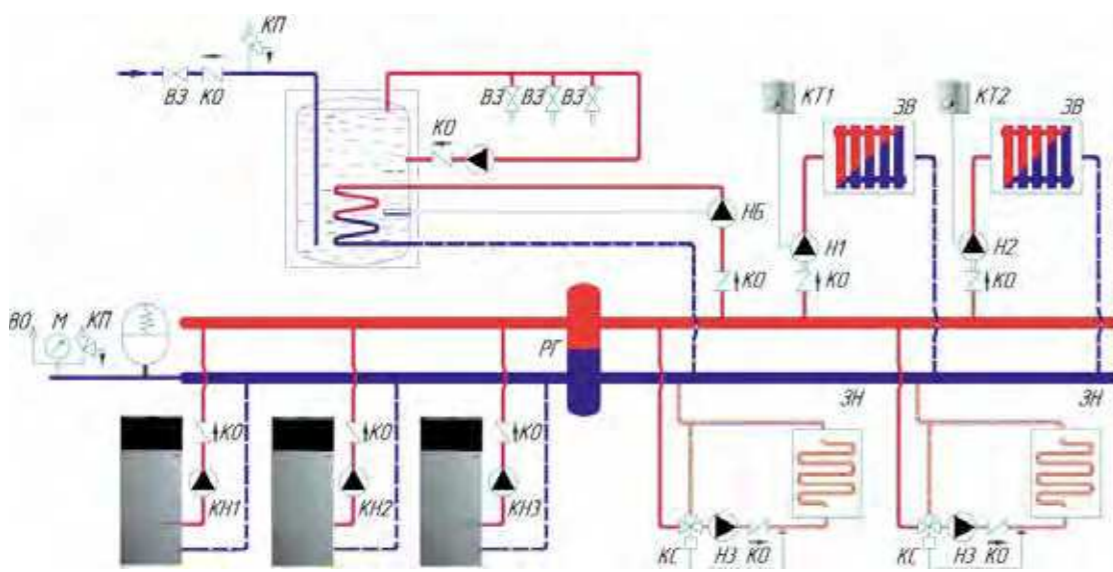 КП
ВЗ КО
ВЗ ВЗ ВЗ
КО
КТ1
ЗВ
КТ2
ЗВ
НБ
Н1
Н2
КО
КО
КО
ВО М КП
РГ
ЗН
ЗН
КО
КО
КО
КН1
КН2
КН3
КС НЗ КО
КС НЗ КО